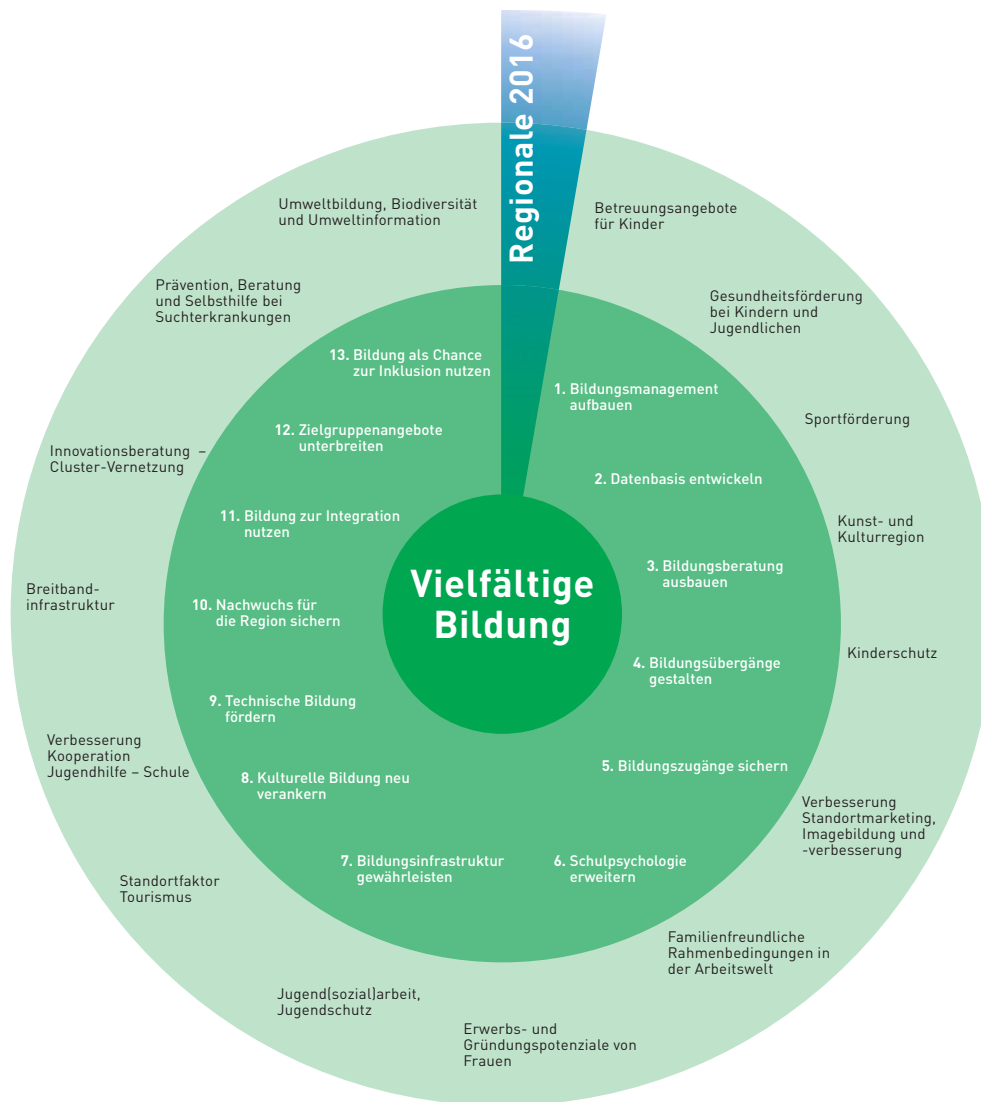 Regionale 2016
Umweltbildung, Biodiversität
und Umweltinformation
Betreuungsangebote
für Kinder
Prävention, Beratung
und Selbsthilfe bei
Suchterkrankungen
Gesundheitsförderung
bei Kindern und
Jugendlichen
Sportförderung
Innovationsberatung –
Cluster-Vernetzung
Kunst- und
Kulturregion
Breitband-
infrastruktur
Kinderschutz
Verbesserung
Kooperation
Jugendhilfe – Schule
Verbesserung
Standortmarketing,
Imagebildung und
-verbesserung
Standortfaktor
Tourismus
Familienfreundliche
Rahmenbedingungen in
der Arbeitswelt
Jugend(sozial)arbeit,
Jugendschutz
Erwerbs- und
Gründungspotenziale von
Frauen
1. Bildungsmanagement
aufbauen
2. Datenbasis entwickeln
3. Bildungsberatung
ausbauen
4. Bildungsübergänge
gestalten
5. Bildungszugänge sichern
6. Schulpsychologie
erweitern
7. Bildungsinfrastruktur
gewährleisten
8. Kulturelle Bildung neu
verankern
9. Technische Bildung
fördern
10. Nachwuchs für
die Region sichern
11. Bildung zur Integration
nutzen
12. Zielgruppenangebote
unterbreiten
13. Bildung als Chance
zur Inklusion nutzen
Vielfältige
Bildung